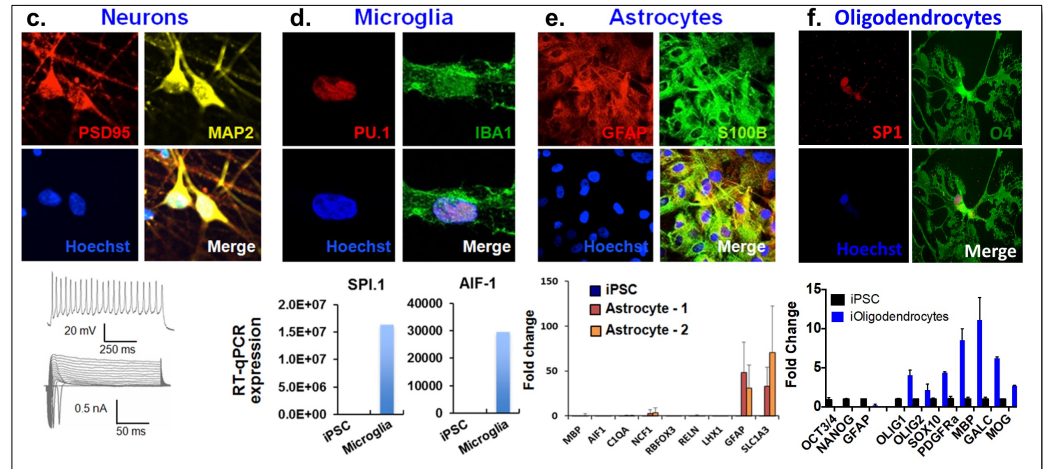 c. Neurons
PSD95
MAP2
Hoechst
Merge
20 mV
250 ms
0.5 nA
50 ms
d. Microglia
PU.1
IBA1
Hoechst
Merge
SPI.1
AIF-1
RT-qPCR
expression
2.0E+07
1.5E+07
1.0E+07
5.0E+06
0.0E+00
40000
30000
20000
10000
0
iPSC
Microglia
iPSC
Microglia
e. Astrocytes
GFAP
S100B
Hoechst
Merge
iPSC
Astrocyte - 1
Astrocyte - 2
Fold change
150
100
50
0
MBP
AIF1
C1QA
NCF1
RBFOX3
RELN
LHX1
GFAP
SLC1A3
f. Oligodendrocytes
SP1
O4
Hoechst
Merge
iPSC
iOligodendrocytes
Fold Change
15
10
5
0
OCT3/4
NANOG
GFAP
OLIG1
OLIG2
SOX10
PDGFRa
MBP
GALC
MOG